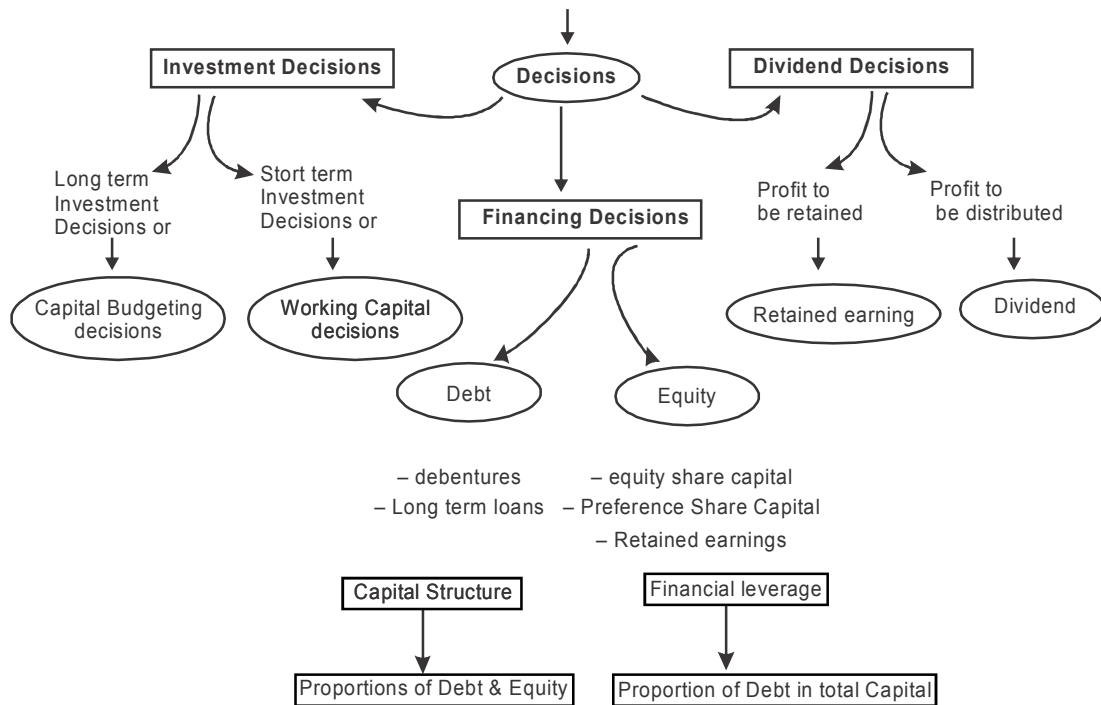 Investment Decisions
Decisions
Dividend Decisions
Long term
Investment
Decisions or
Stort term
Investment
Decisions or
Financing Decisions
Profit to
be retained
Profit to
be distributed
Capital Budgeting
decisions
Working Capital
decisions
Retained earning
Dividend
Debt
Equity
– debentures
– Long term loans
– equity share capital
– Preference Share Capital
– Retained earnings
Capital Structure
Financial leverage
Proportions of Debt & Equity
Proportion of Debt in total Capital